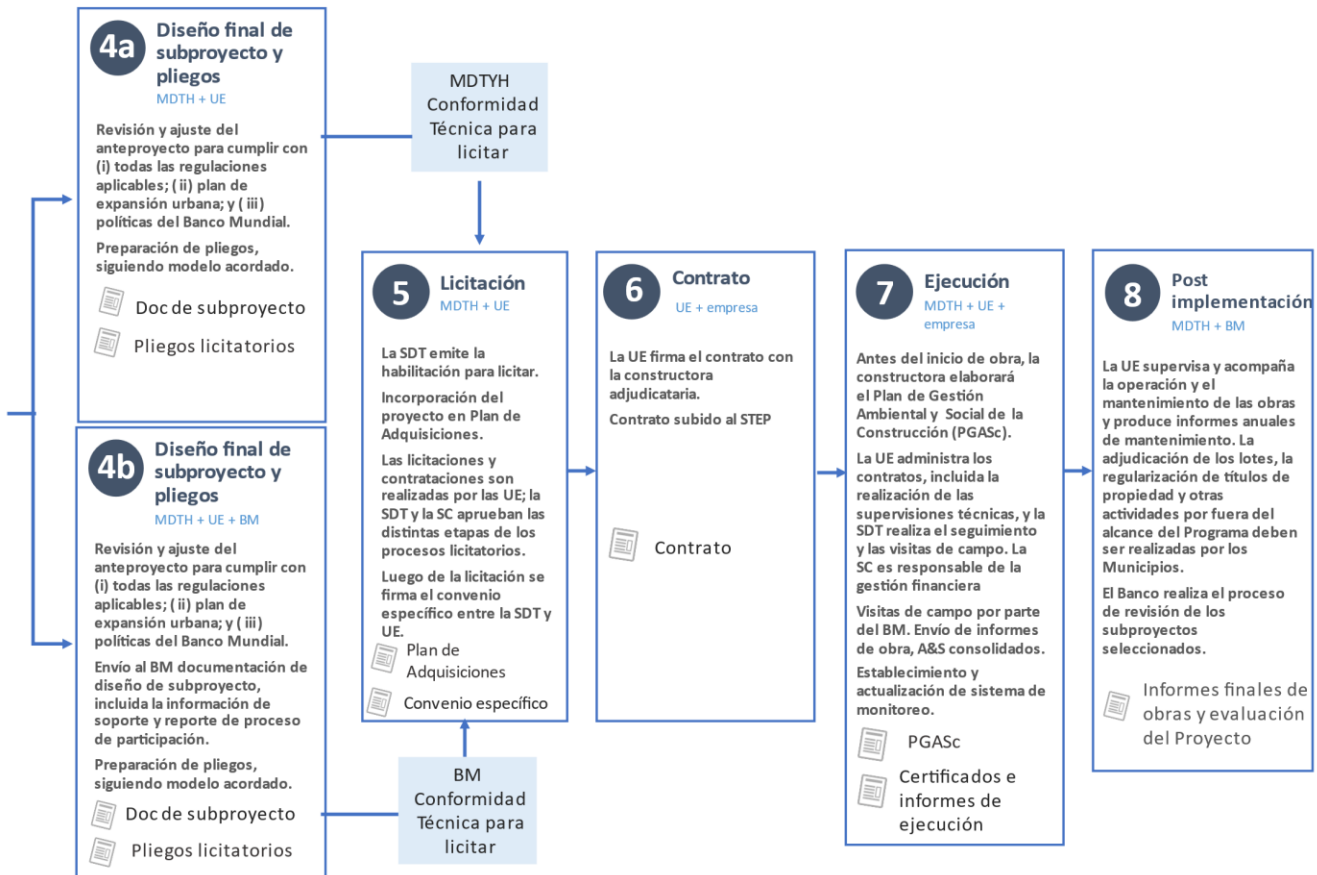 4a
Diseño final de
subproyecto y
pliegos
MDTH + UE
Revisión y ajuste del
anteproyecto para cumplir con
(i) todas las regulaciones
aplicables; ( ii) plan de
expansión urbana; y ( iii)
políticas del Banco Mundial.
Preparación de pliegos,
siguiendo modelo acordado.
Doc de subproyecto
Pliegos licitatorios
4b
Diseño final de
subproyecto y
pliegos
MDTH + UE + BM
Revisión y ajuste del
anteproyecto para cumplir con
(i) todas las regulaciones
aplicables; ( ii) plan de
expansión urbana; y ( iii)
políticas del Banco Mundial.
Envío al BM documentación de
diseño de subproyecto,
incluida la información de
soporte y reporte de proceso
de participación.
Preparación de pliegos,
siguiendo modelo acordado.
Doc de subproyecto
Pliegos licitatorios
MDTYH
Conformidad
Técnica para
licitar
BM
Conformidad
Técnica para
licitar
5
Licitación
MDTH + UE
La SDT emite la
habilitación para licitar.
Incorporación del
proyecto en Plan de
Adquisiciones.
Las licitaciones y
contrataciones son
realizadas por las UE; la
SDT y la SC aprueban las
distintas etapas de los
procesos licitatorios.
Luego de la licitación se
firma el convenio
específico entre la SDT y
UE.
Plan de
Adquisiciones
Convenio específico
6
Contrato
UE + empresa
La UE firma el contrato con
la constructora
adjudicataria.
Contrato subido al STEP
Contrato
7
Ejecución
MDTH + UE +
empresa
Antes del inicio de obra, la
constructora elaborará
el Plan de Gestión
Ambiental y Social de la
Construcción (PGASc).
La UE administra los
contratos, incluida la
realización de las
supervisiones técnicas, y la
SDT realiza el seguimiento
y las visitas de campo. La
SC es responsable de la
gestión financiera
Visitas de campo por parte
del BM. Envío de informes
de obra, A&S consolidados.
Establecimiento y
actualización de sistema de
monitoreo.
PGASc
Certificados e
informes de
ejecución
8
Post
implementación
MDTH + BM
La UE supervisa y acompaña
la operación y el
mantenimiento de las obras
y produce informes anuales
de mantenimiento. La
adjudicación de los lotes, la
regularización de títulos de
propiedad y otras
actividades por fuera del
alcance del Programa deben
ser realizadas por los
Municipios.
El Banco realiza el proceso
de revisión de los
subproyectos
seleccionados.
Informes finales de
obras y evaluación
del Proyecto